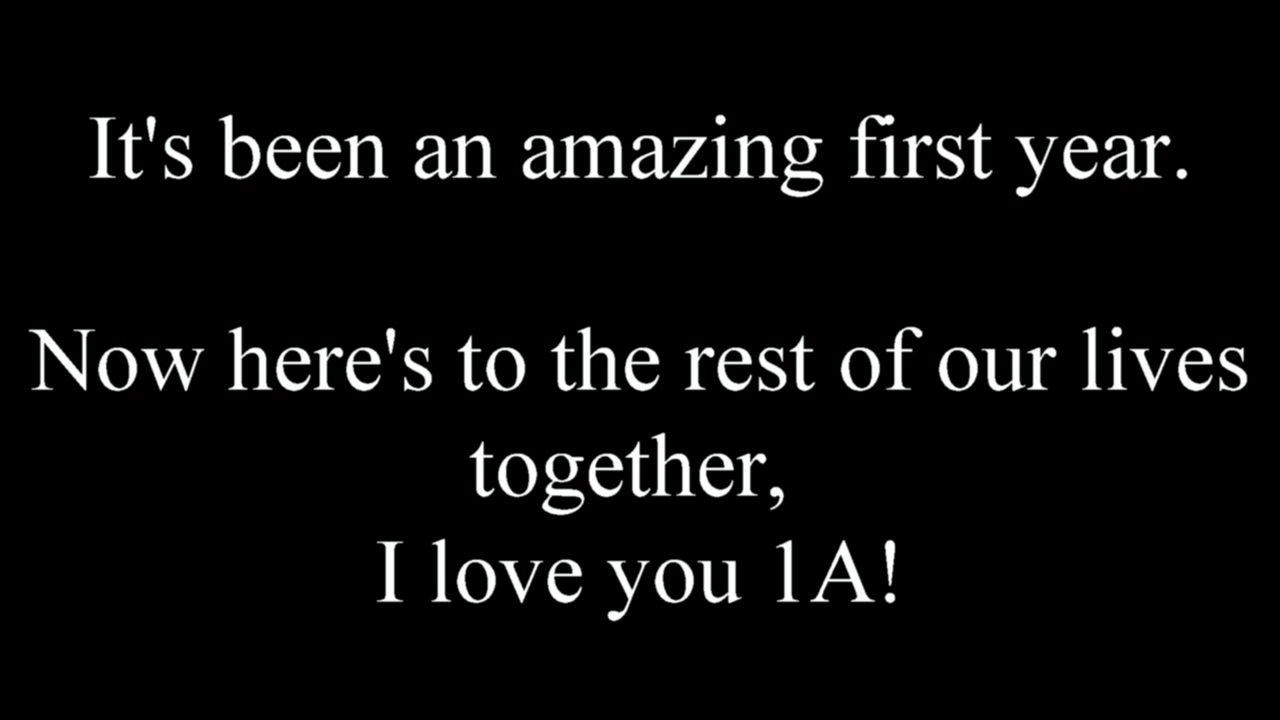 It's been an amazing first year.
Now here's to the rest of our lives
together,
I love you 1A!